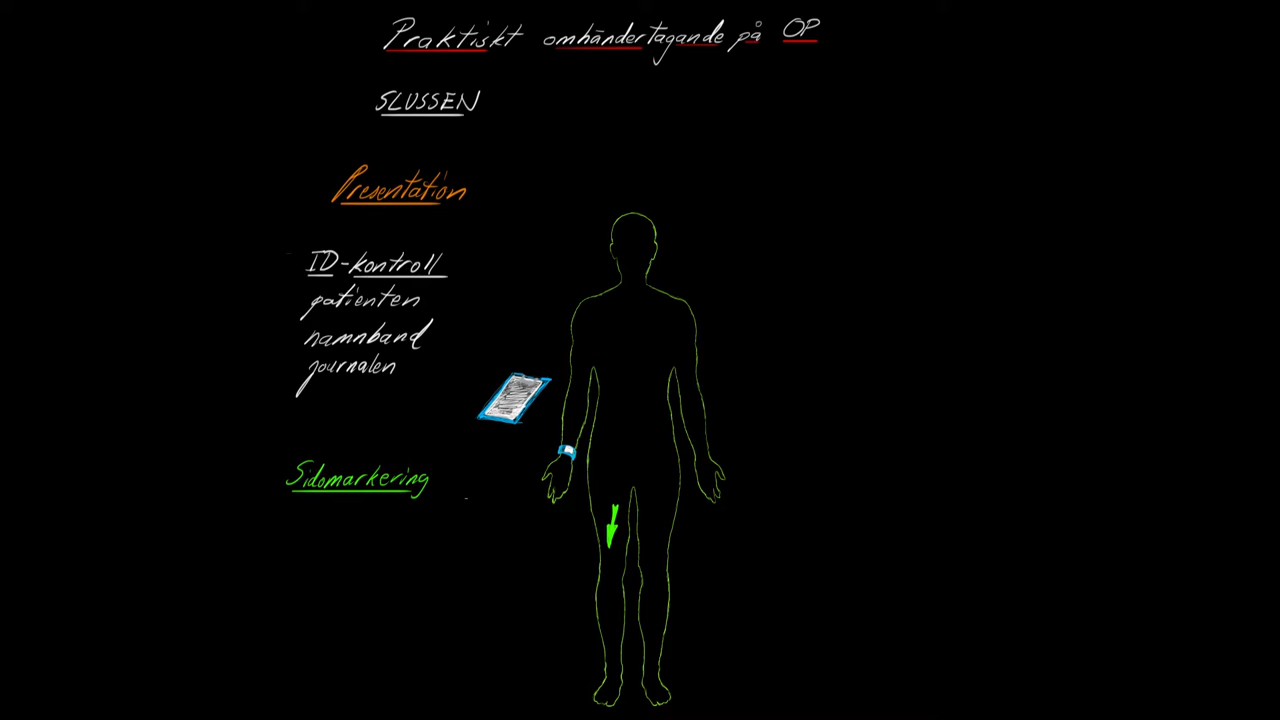 Praktiskt omhändertagande på OP
SLUSSEN
Presentation
ID-kontroll
patienten
namnband
journalen
Sidomarkering